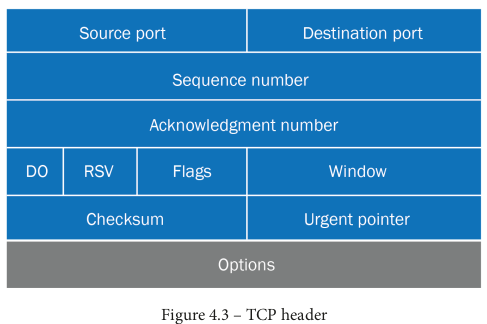 Source port Destination port
Sequence number
Acknowledgment number
DO RSV Flags Window
Checksum Urgent pointer
Options
Figure 4.3 – TCP header